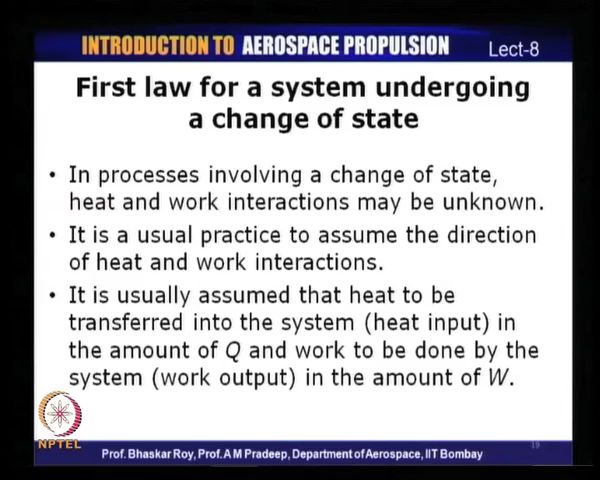 INTRODUCTION TO AEROSPACE PROPULSION
Lect-8
First law for a system undergoing
a change of state
• In processes involving a change of state,
heat and work interactions may be unknown.
• It is a usual practice to assume the direction
of heat and work interactions.
• It is usually assumed that heat to be
transferred into the system (heat input) in
the amount of Q and work to be done by the
system (work output) in the amount of W.
NPTEL
19
Prof. Bhaskar Roy, Prof. A M Pradeep, Department of Aerospace, IIT Bombay